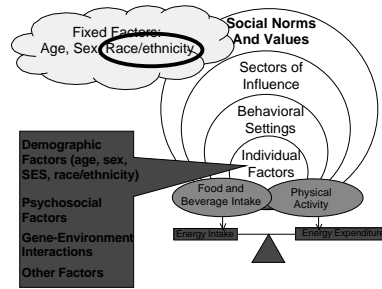 Fixed Factors:
Age, Sex, Race/ethnicity
Social Norms
And Values
Sectors of
Influence
Behavioral
Settings
Individual
Factors
Demographic
Factors (age, sex,
SES, race/ethnicity)
Psychosocial
Factors
Gene-Environment
Interactions
Other Factors
Food and
Beverage Intake
Physical
Activity
Energy Intake
Energy Expenditure